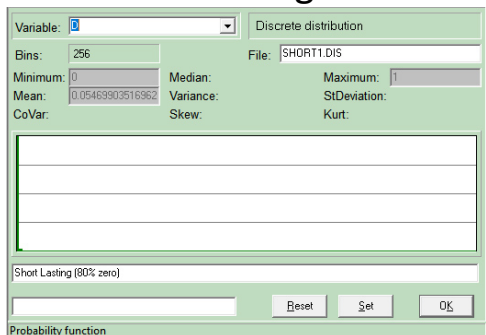 Variable: D Discrete distribution
Bins: 256 File: SHORT1.DIS
Minimum: 0 Median: Maximum: 1
Mean: 0.05469903516962 Variance: StDeviation:
CoVar: Skew: Kurt:
Short Lasting (80% zero)
Reset Set OK
Probability function